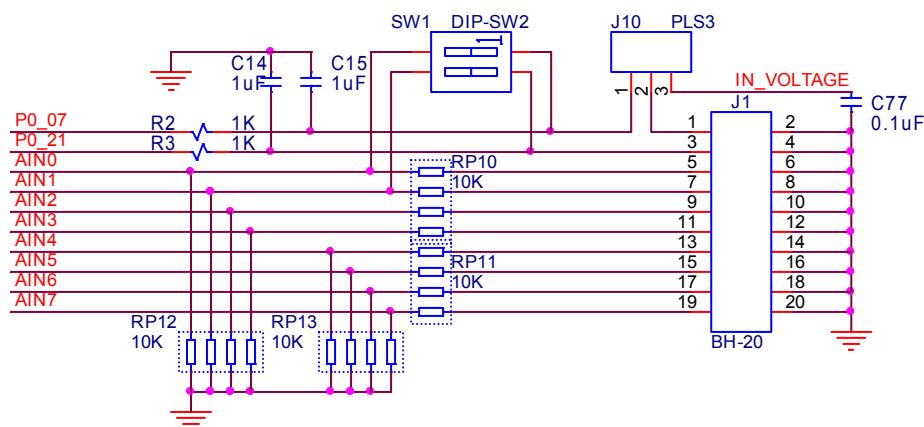 SW1 DIP-SW2 J10 PLS3
1
C14 C15
1uF 1uF
IN_VOLTAGE
1 2 3
J1
C77
0.1uF
P0_07 R2 1K 1 2
P0_21 R3 1K 3 4
AIN0 RP10 5 6
AIN1 10K 7 8
AIN2 9 10
AIN3 11 12
AIN4 13 14
AIN5 RP11 15 16
AIN6 10K 17 18
AIN7 19 20
RP12 RP13
10K 10K
BH-20